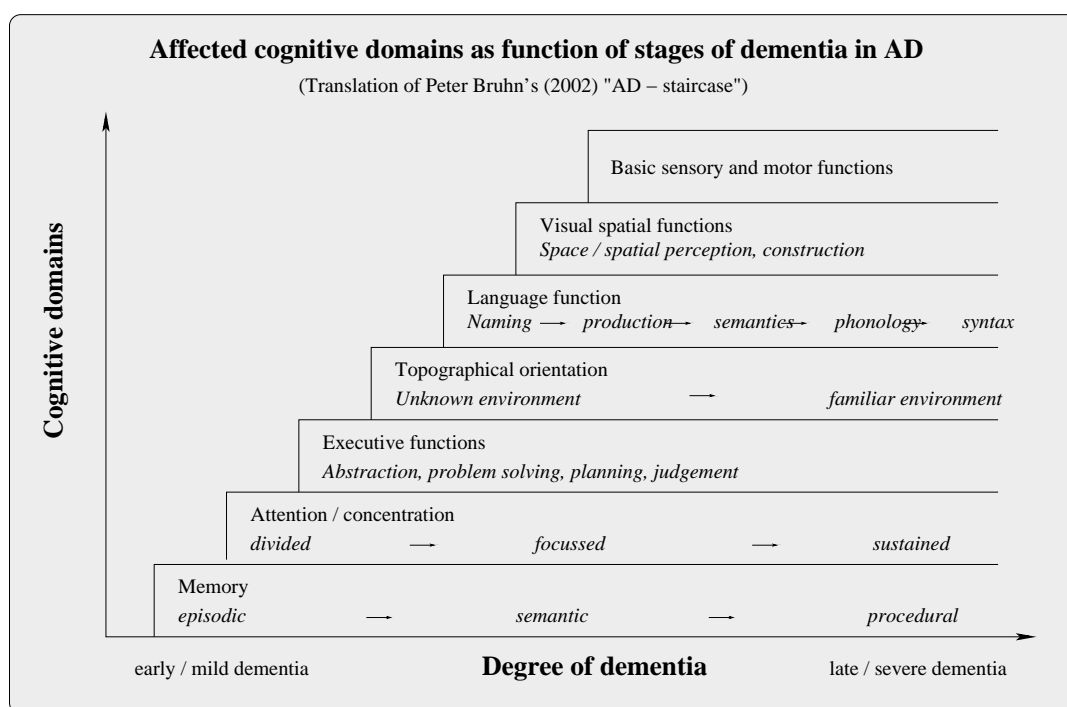 Affected cognitive domains as function of stages of dementia in AD
(Translation of Peter Bruhn's (2002) "AD – staircase")
Cognitive domains
Basic sensory and motor functions
Visual spatial functions
Space / spatial perception, construction
Language function
Naming → production → semantics → phonology → syntax
Topographical orientation
Unknown environment → familiar environment
Executive functions
Abstraction, problem solving, planning, judgement
Attention / concentration
divided → focussed → sustained
Memory
episodic → semantic → procedural
early / mild dementia Degree of dementia late / severe dementia